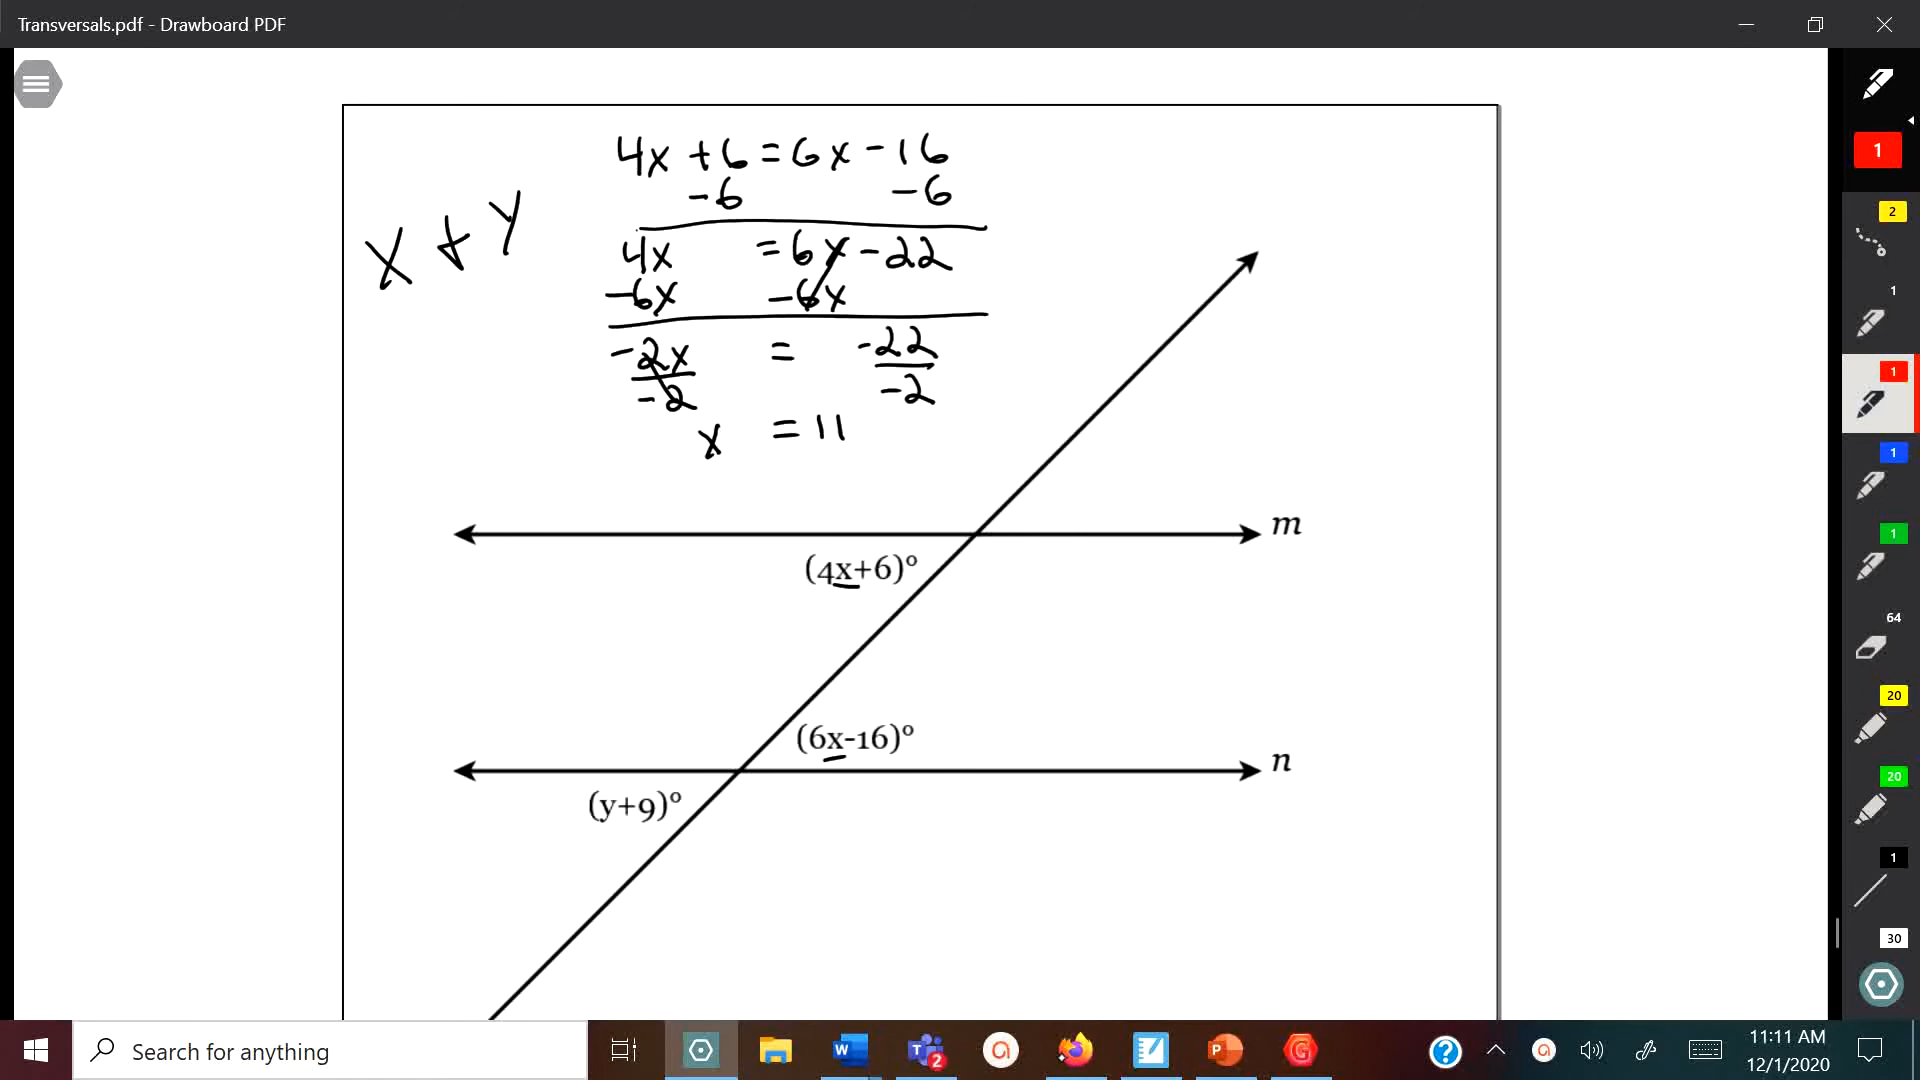 Transversals.pdf - Drawboard PDF
4x + 6 = 6x - 16
-6 -6
x + y
4x = 6x - 22
-6x -6x
-2x = -22
-2 -2
x = 11
m
(4x+6)º
(6x-16)º
n
(y+9)º
1
2
1
1
1
1
64
20
20
1
30
Search for anything
W
T
2
a
P
G
?
a
11:11 AM
12/1/2020